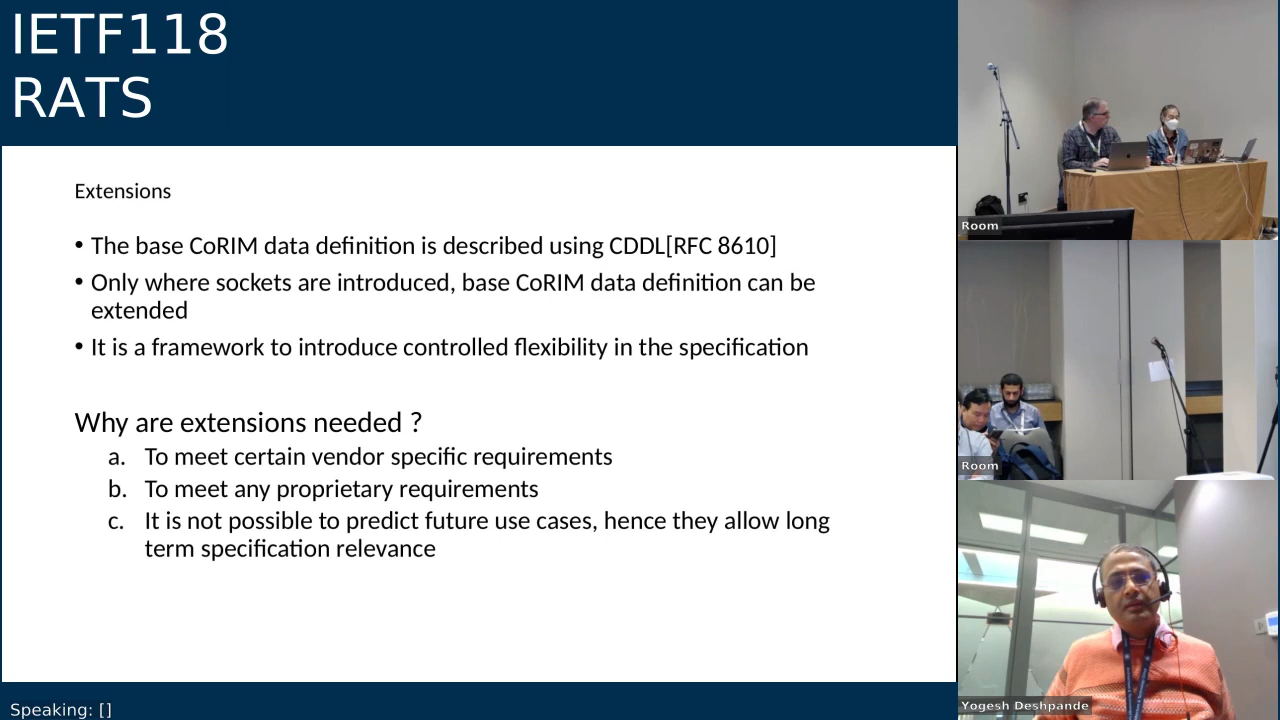 IETF118
RATS
Extensions
• The base CoRIM data definition is described using CDDL[RFC 8610]
• Only where sockets are introduced, base CoRIM data definition can be
extended
• It is a framework to introduce controlled flexibility in the specification
Why are extensions needed ?
a. To meet certain vendor specific requirements
b. To meet any proprietary requirements
c. It is not possible to predict future use cases, hence they allow long
term specification relevance
Speaking: []
Room
Room
Yogesh Deshpande